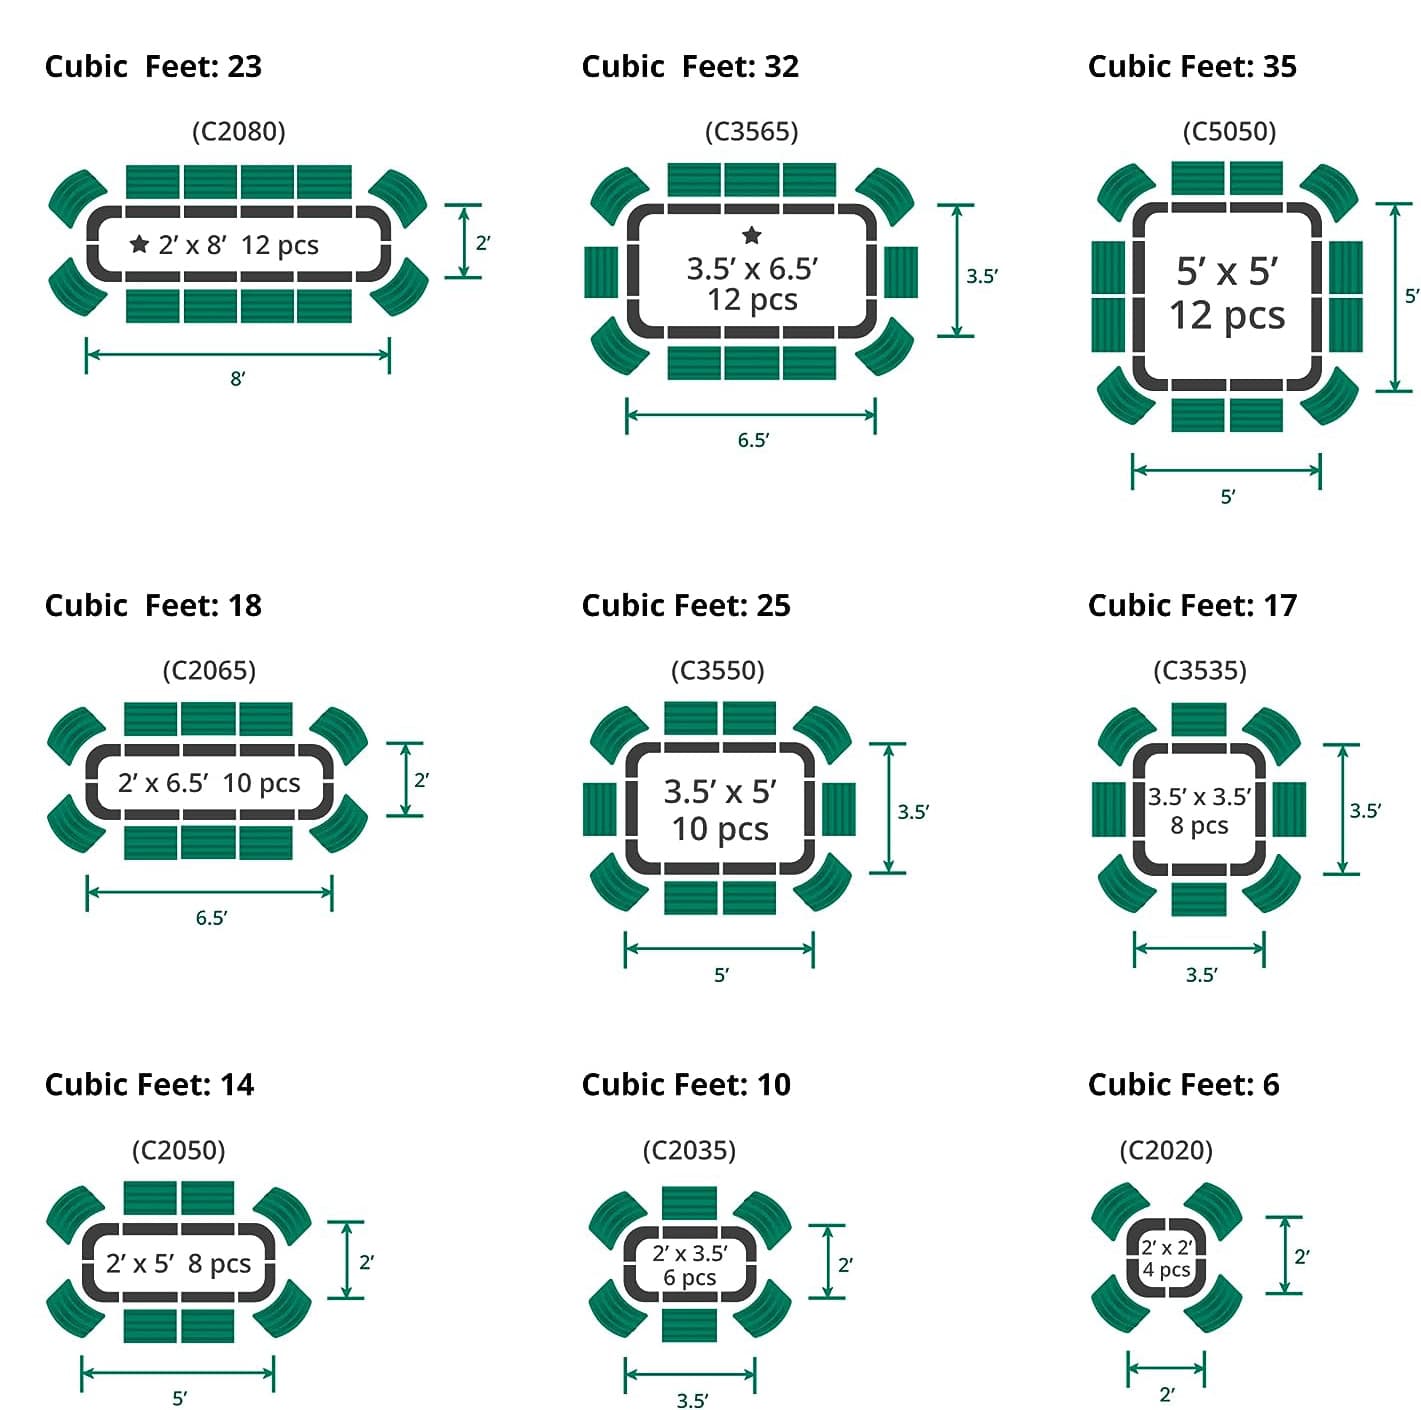 Cubic  Feet: 23
(C2080)
★ 2’ x 8’  12 pcs
2’
8’
Cubic  Feet: 32
(C3565)
★
3.5’ x 6.5’
12 pcs
3.5’
6.5’
Cubic Feet: 35
(C5050)
5’ x 5’
12 pcs
5’
5’
Cubic  Feet: 18
(C2065)
2’ x 6.5’  10 pcs
2’
6.5’
Cubic Feet: 25
(C3550)
3.5’ x 5’
10 pcs
3.5’
5’
Cubic Feet: 17
(C3535)
3.5’ x 3.5’
8 pcs
3.5’
3.5’
Cubic Feet: 14
(C2050)
2’ x 5’  8 pcs
2’
5’
Cubic Feet: 10
(C2035)
2’ x 3.5’
6 pcs
2’
3.5’
Cubic Feet: 6
(C2020)
2’ x 2’
4 pcs
2’
2’